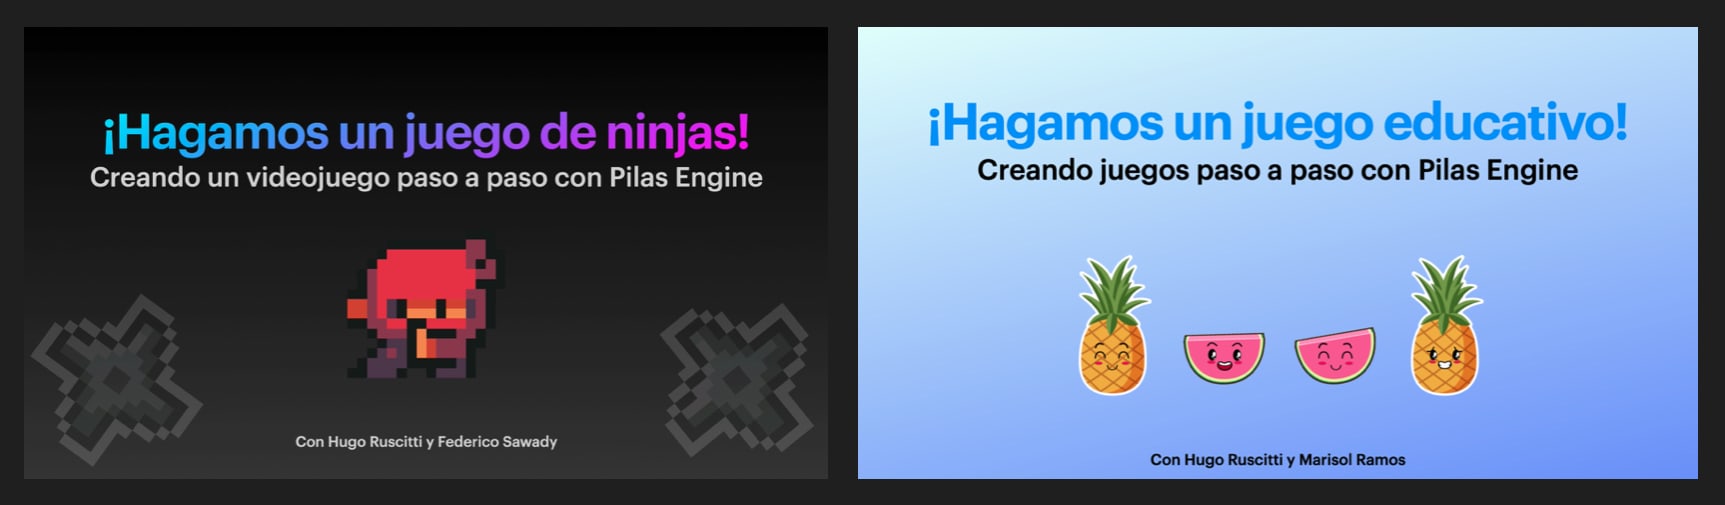 ¡Hagamos un juego de ninjas!
Creando un videojuego paso a paso con Pilas Engine
Con Hugo Ruscitti y Federico Sawady
¡Hagamos un juego educativo!
Creando juegos paso a paso con Pilas Engine
Con Hugo Ruscitti y Marisol Ramos